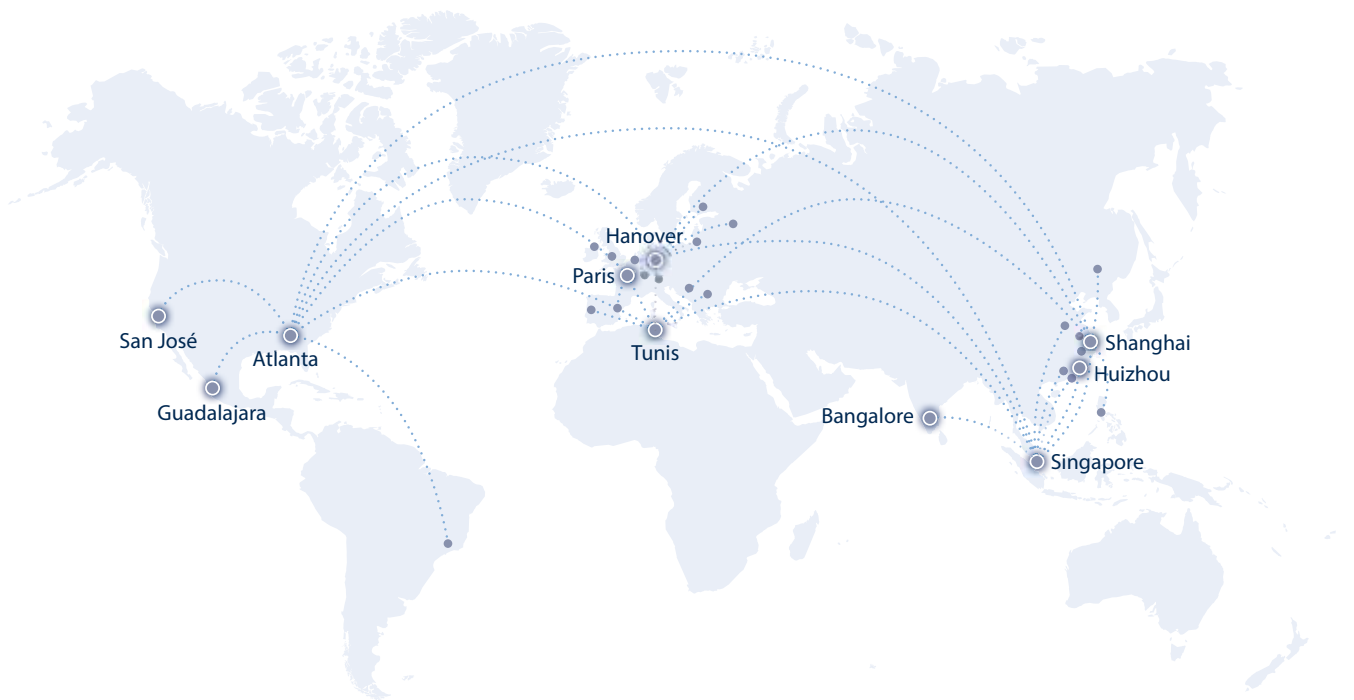 Hanover
Paris
San José
Atlanta
Tunis
Shanghai
Huizhou
Guadalajara
Bangalore
Singapore